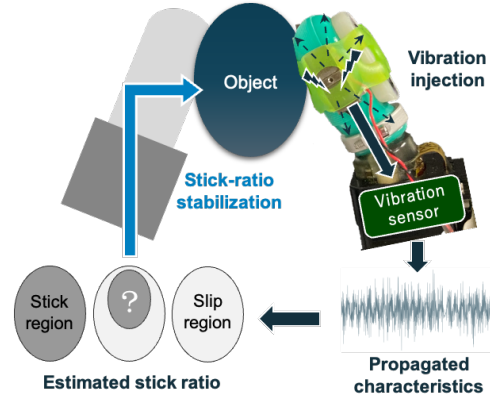 Object
Vibration
injection
Stick-ratio
stabilization
Vibration
sensor
Stick
region
?
Slip
region
Estimated stick ratio
Propagated
characteristics